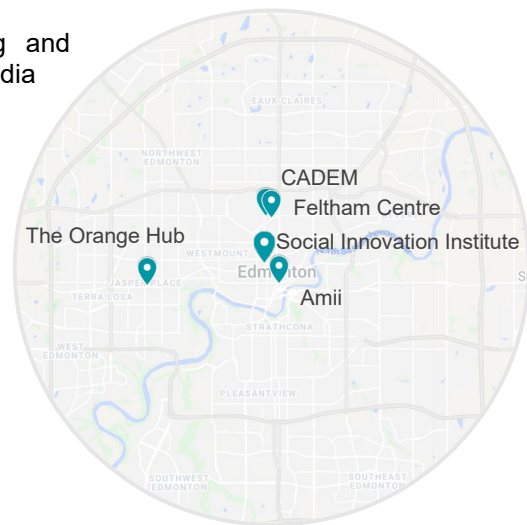 g and
dia
EAUX CLAIRES
NORTHWEST
EDMONTON
CADEM
Feltham Centre
The Orange Hub
WESTMOUNT
Social Innovation Institute
JASPER PLACE
Edmonton
TERRA LOSA
Amii
STRATHCONA
WEST
EDMONTON
PLEASANTVIEW
SOUTHWEST
EDMONTON
SOUTHEAST
EDMONTON